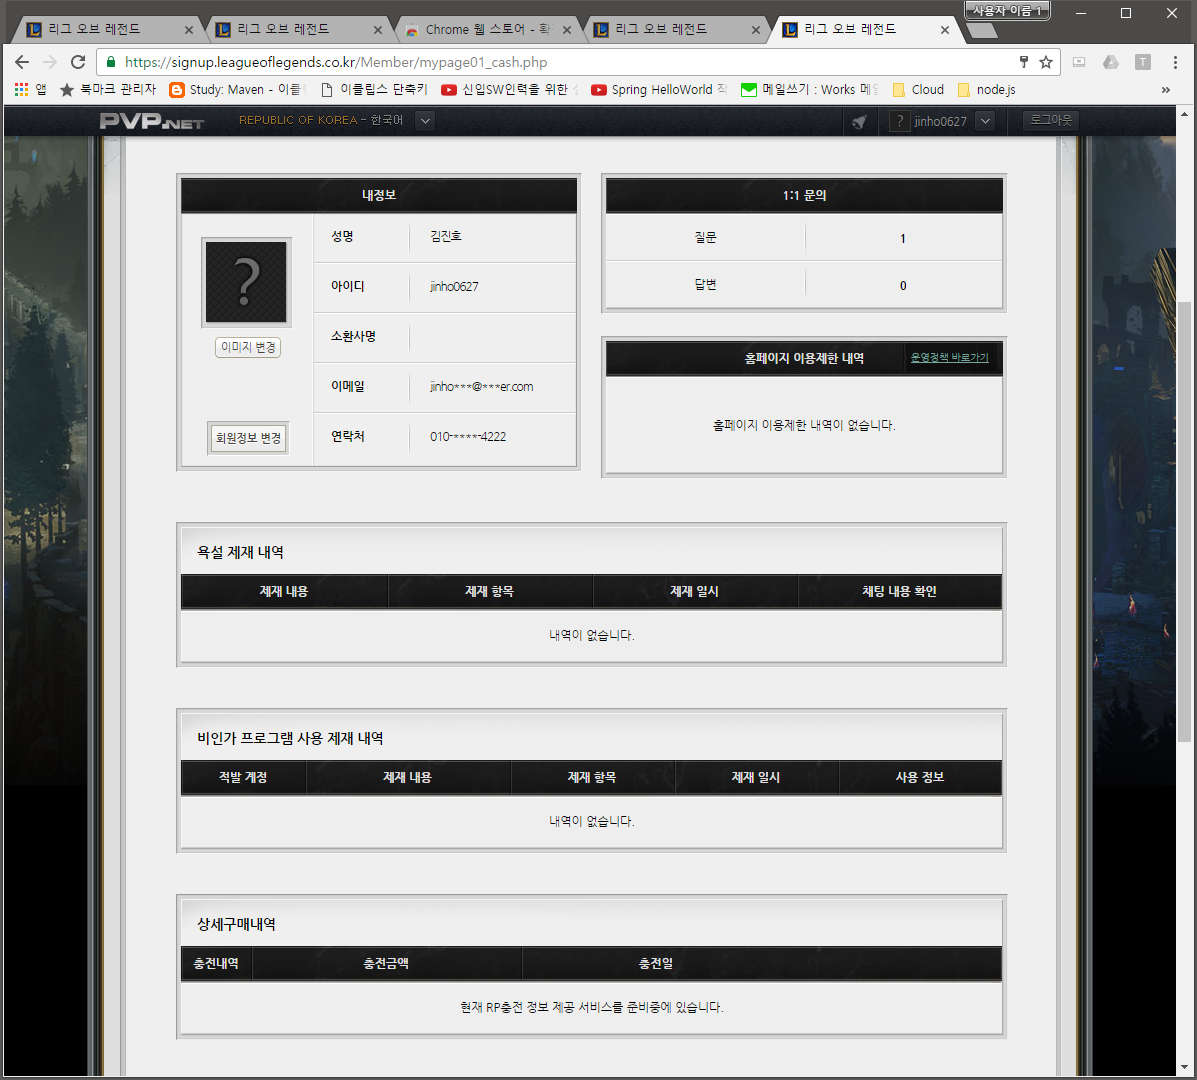 사용자 이름 1
리그 오브 레전드
리그 오브 레전드
Chrome 웹 스토어 - 확
리그 오브 레전드
리그 오브 레전드
https://signup.leagueoflegends.co.kr/Member/mypage01_cash.php
앱
북마크 관리자
Study: Maven - 이클
이클립스 단축키
신입SW인력을 위한
Spring HelloWorld 작
메일쓰기 : Works 메일
Cloud
node.js
PVP.NET
REPUBLIC OF KOREA - 한국어
jinho0627
로그아웃
내정보
성명 김진호
아이디 jinho0627
소환사명
이메일 jinho***@***er.com
연락처 010-****-4222
이미지 변경
회원정보 변경
1:1 문의
질문 1
답변 0
홈페이지 이용제한 내역 운영정책 바로가기
홈페이지 이용제한 내역이 없습니다.
욕설 제재 내역
제재 내용 제재 항목 제재 일시 채팅 내용 확인
내역이 없습니다.
비인가 프로그램 사용 제재 내역
적발 계정 제재 내용 제재 항목 제재 일시 사용 정보
내역이 없습니다.
상세구매내역
충전내역 충전금액 충전일
현재 RP충전 정보 제공 서비스를 준비중에 있습니다.